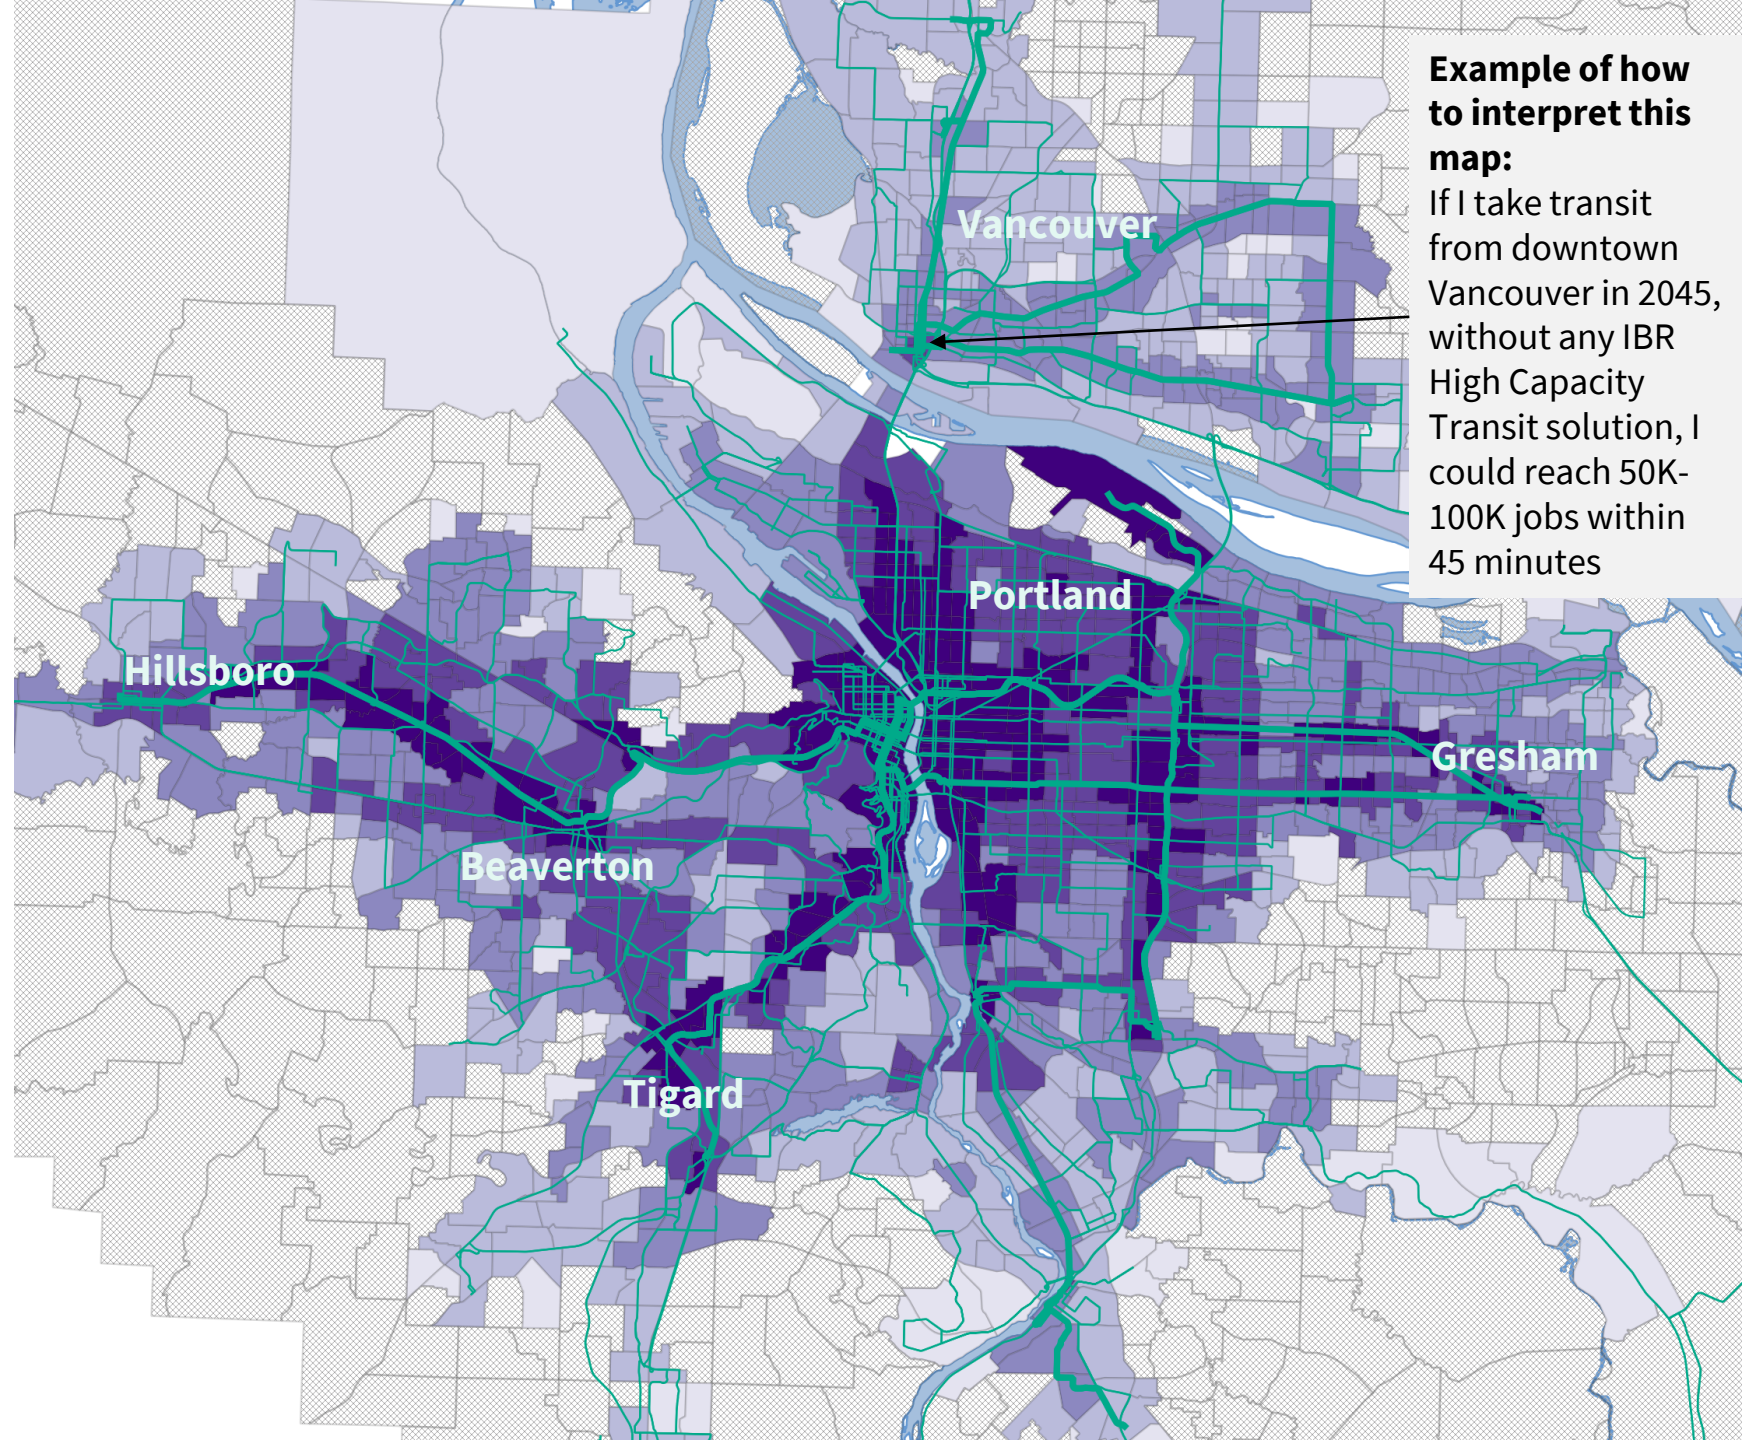 Example of how
to interpret this
map:
If I take transit
from downtown
Vancouver in 2045,
without any IBR
High Capacity
Transit solution, I
could reach 50K-
100K jobs within
45 minutes
Vancouver
Portland
Hillsboro
Gresham
Beaverton
Tigard